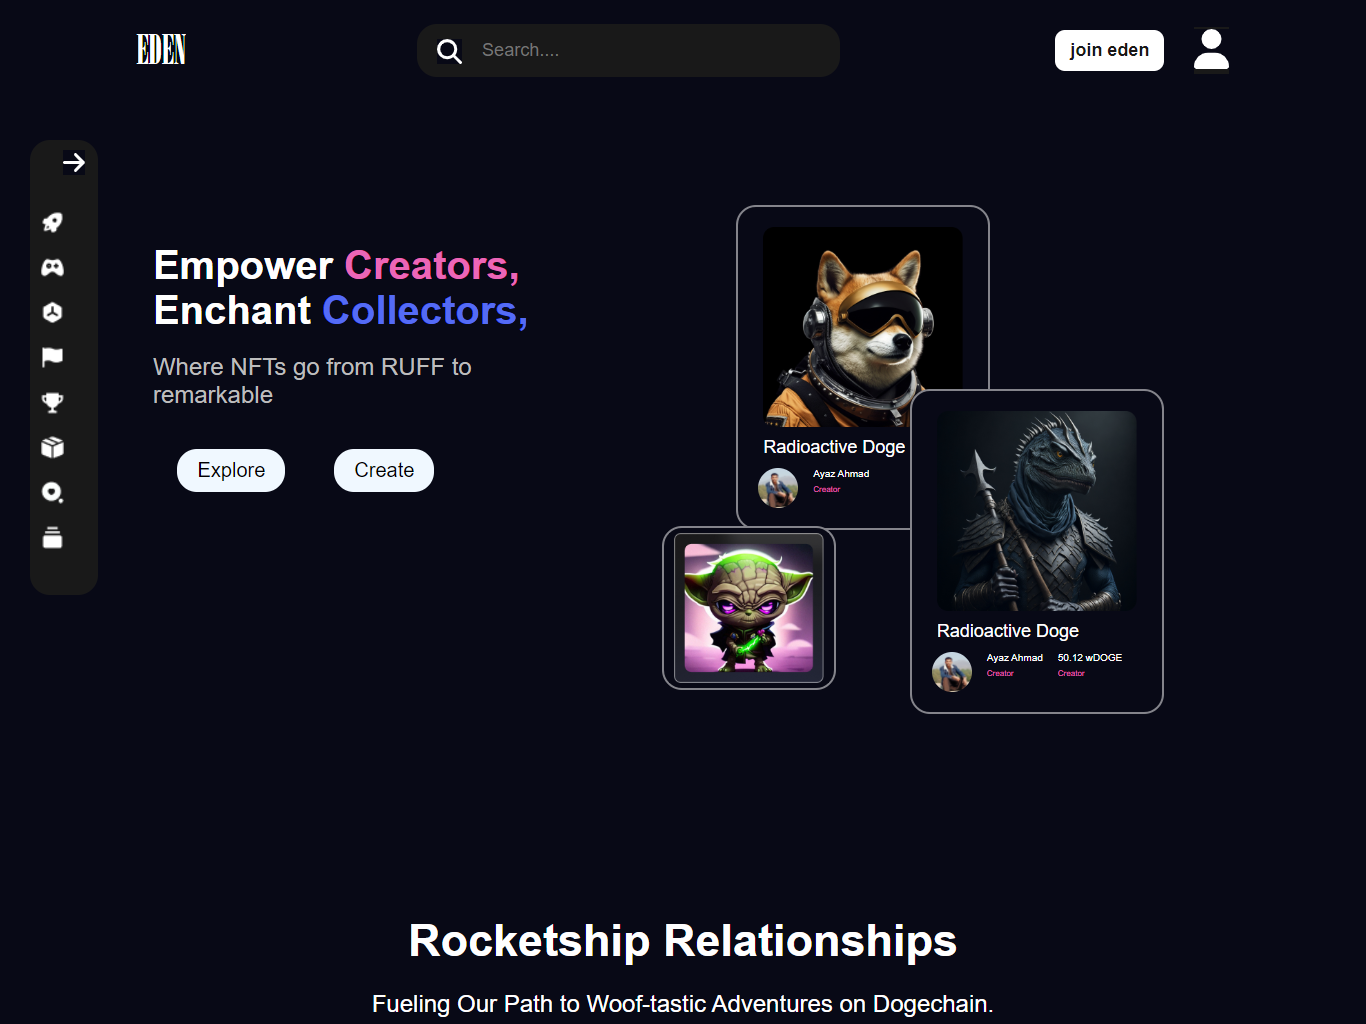 EDEN
Search....
join eden
Empower Creators,
Enchant Collectors,
Where NFTs go from RUFF to
remarkable
Explore
Create
Radioactive Doge
Ayaz Ahmad
Creator
Radioactive Doge
Ayaz Ahmad
Creator
50.12 wDOGE
Creator
Rocketship Relationships
Fueling Our Path to Woof-tastic Adventures on Dogechain.